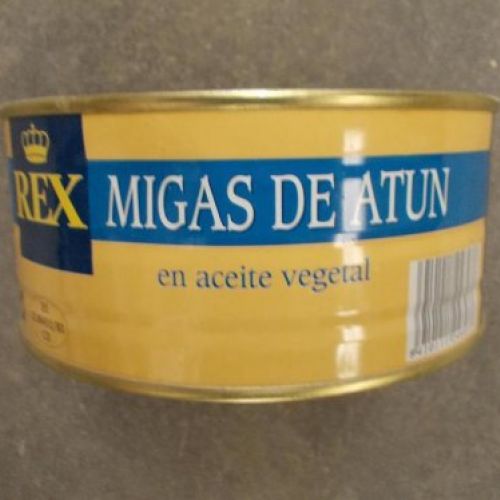 REX
MIGAS DE ATUN
en aceite vegetal